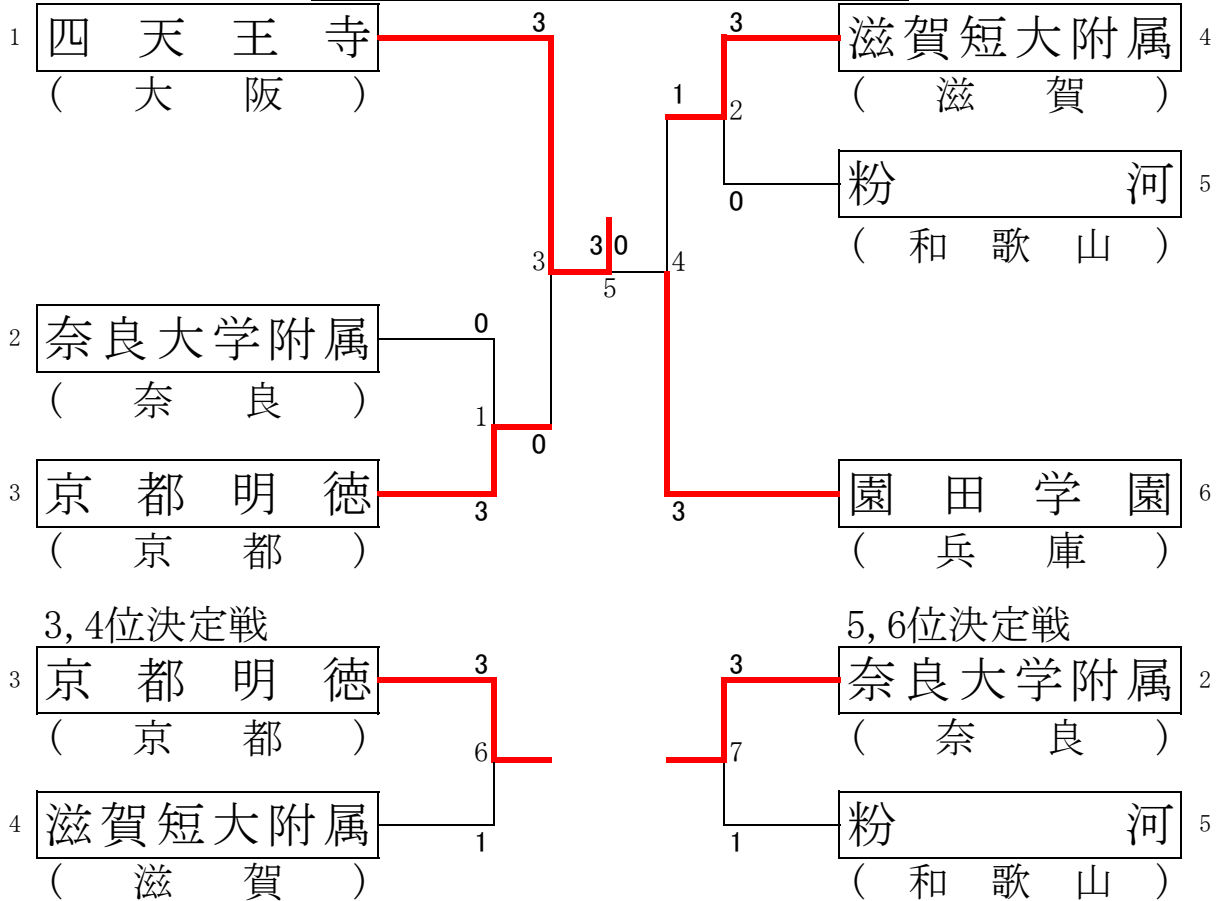 1 四天王寺 3
(大阪)
3 滋賀短大附属 4
(滋賀)
1 2
0 粉河 5
(和歌山)
3 3 0 4
5
2 奈良大学附属 0
(奈良)
1
0
3 京都明徳 3
(京都)
3 園田学園 6
(兵庫)
3,4位決定戦
3 京都明徳 3
(京都)
6
4 滋賀短大附属 1
(滋賀)
5,6位決定戦
3 奈良大学附属 2
(奈良)
7
1 粉河 5
(和歌山)